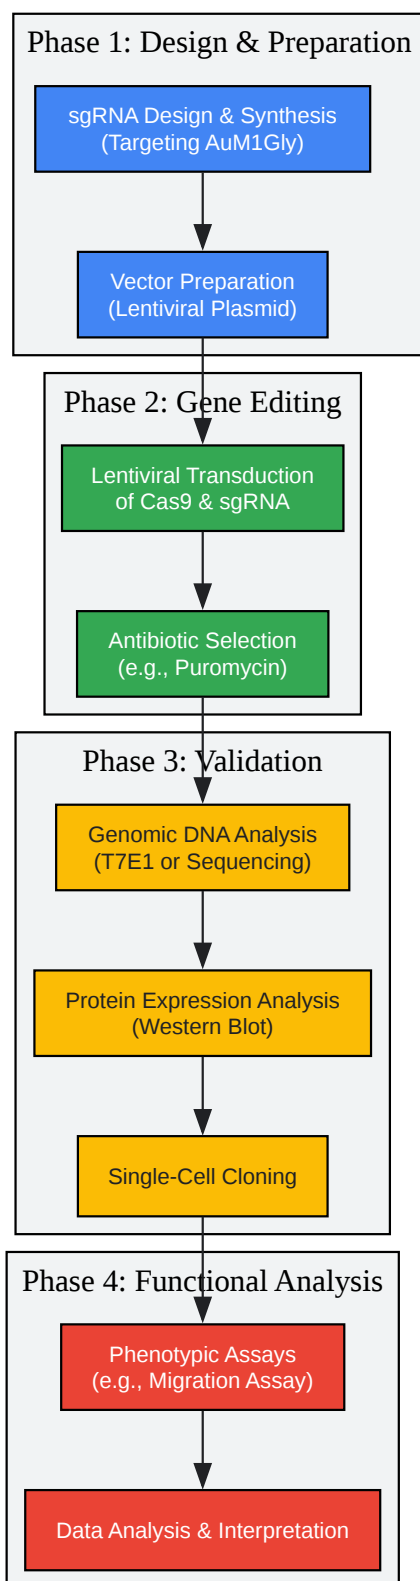 Phase 1: Design & Preparation
sgRNA Design & Synthesis
(Targeting AuM1Gly)
Vector Preparation
(Lentiviral Plasmid)
Phase 2: Gene Editing
Lentiviral Transduction
of Cas9 & sgRNA
Antibiotic Selection
(e.g., Puromycin)
Phase 3: Validation
Genomic DNA Analysis
(T7E1 or Sequencing)
Protein Expression Analysis
(Western Blot)
Single-Cell Cloning
Phase 4: Functional Analysis
Phenotypic Assays
(e.g., Migration Assay)
Data Analysis & Interpretation